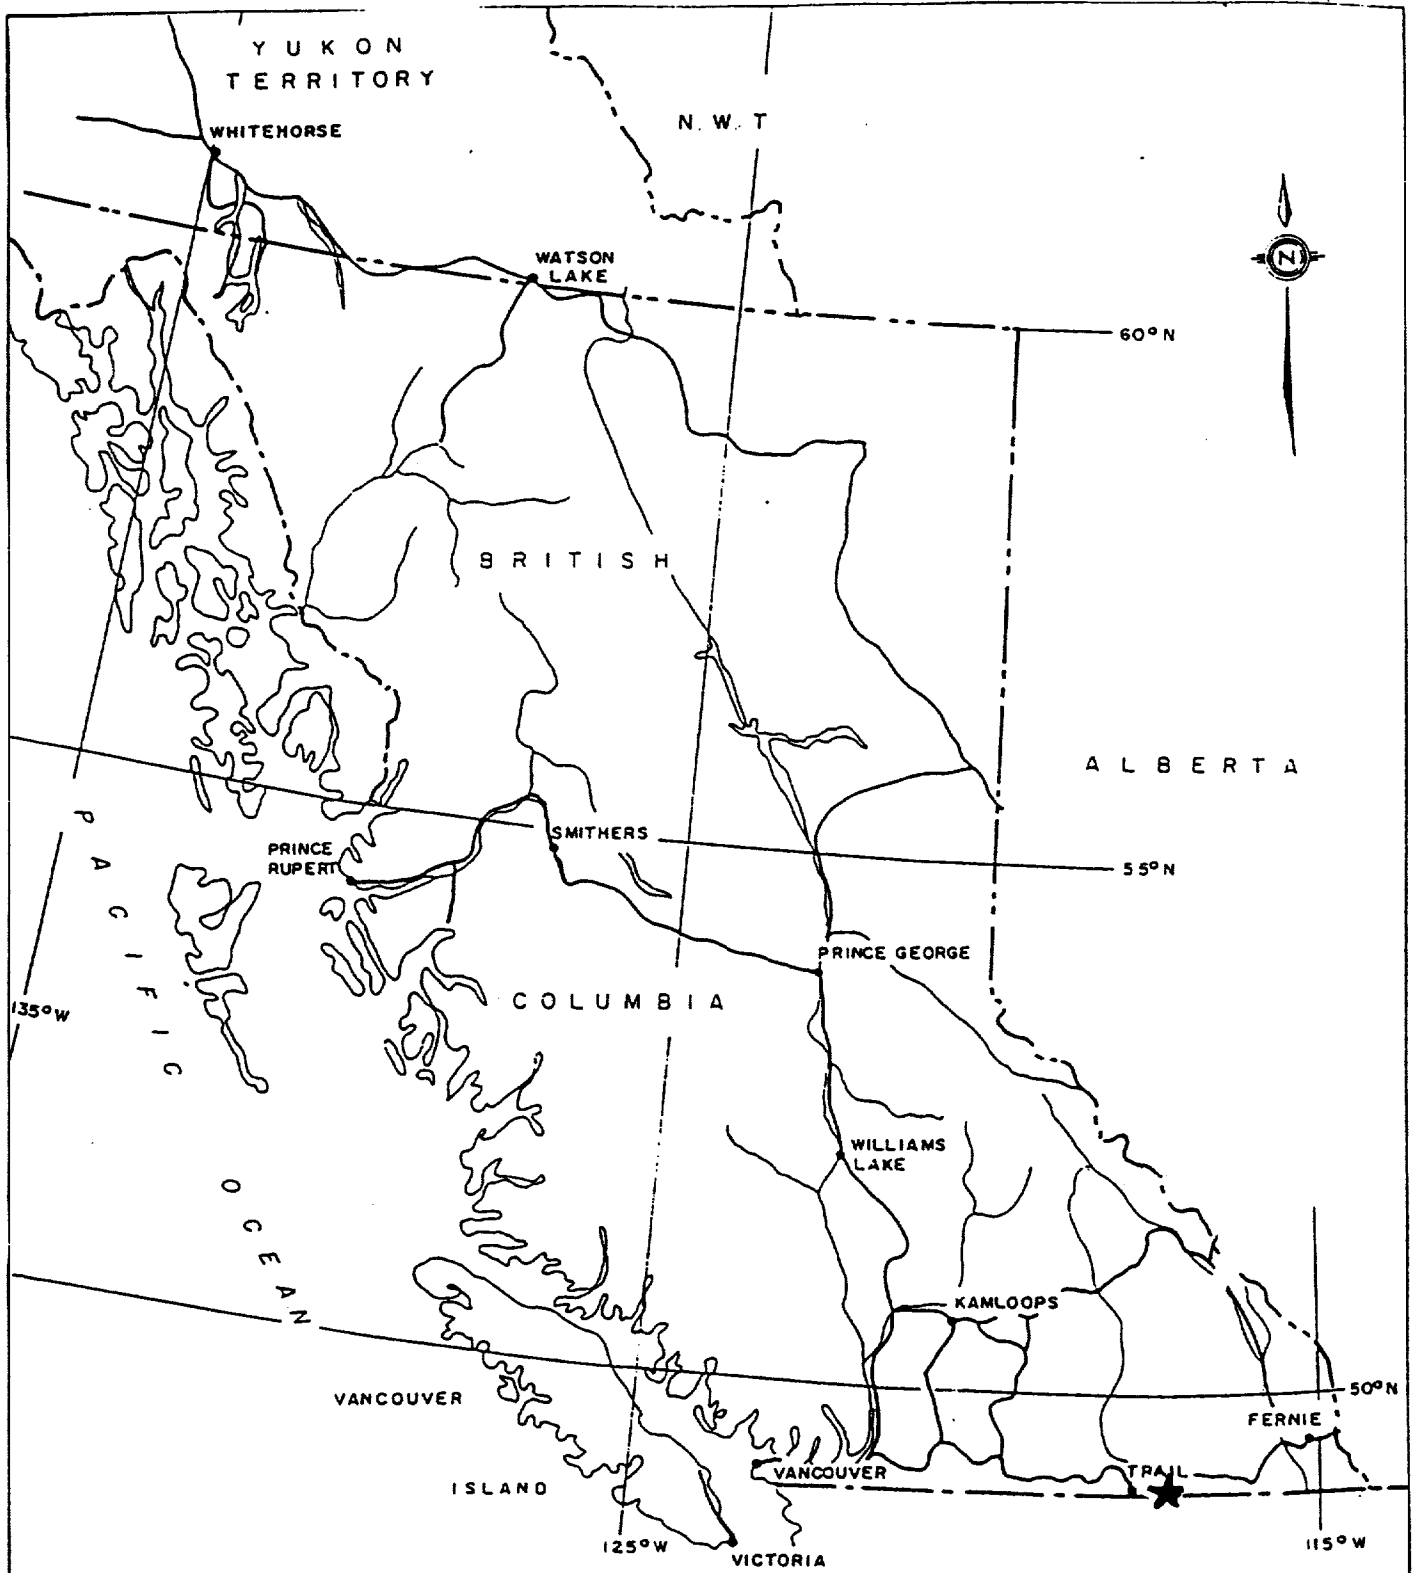 YUKON
TERRITORY
N.W.T
WHITEHORSE
N
WATSON
LAKE
60°N
BRITISH
ALBERTA
PACIFIC
SMITHERS
PRINCE
RUPERT
55°N
PRINCE GEORGE
COLUMBIA
135°W
WILLIAMS
LAKE
OCEAN
KAMLOOPS
50°N
VANCOUVER
FERNIE
VANCOUVER
TRAIL
ISLAND
125°W
VICTORIA
115°W